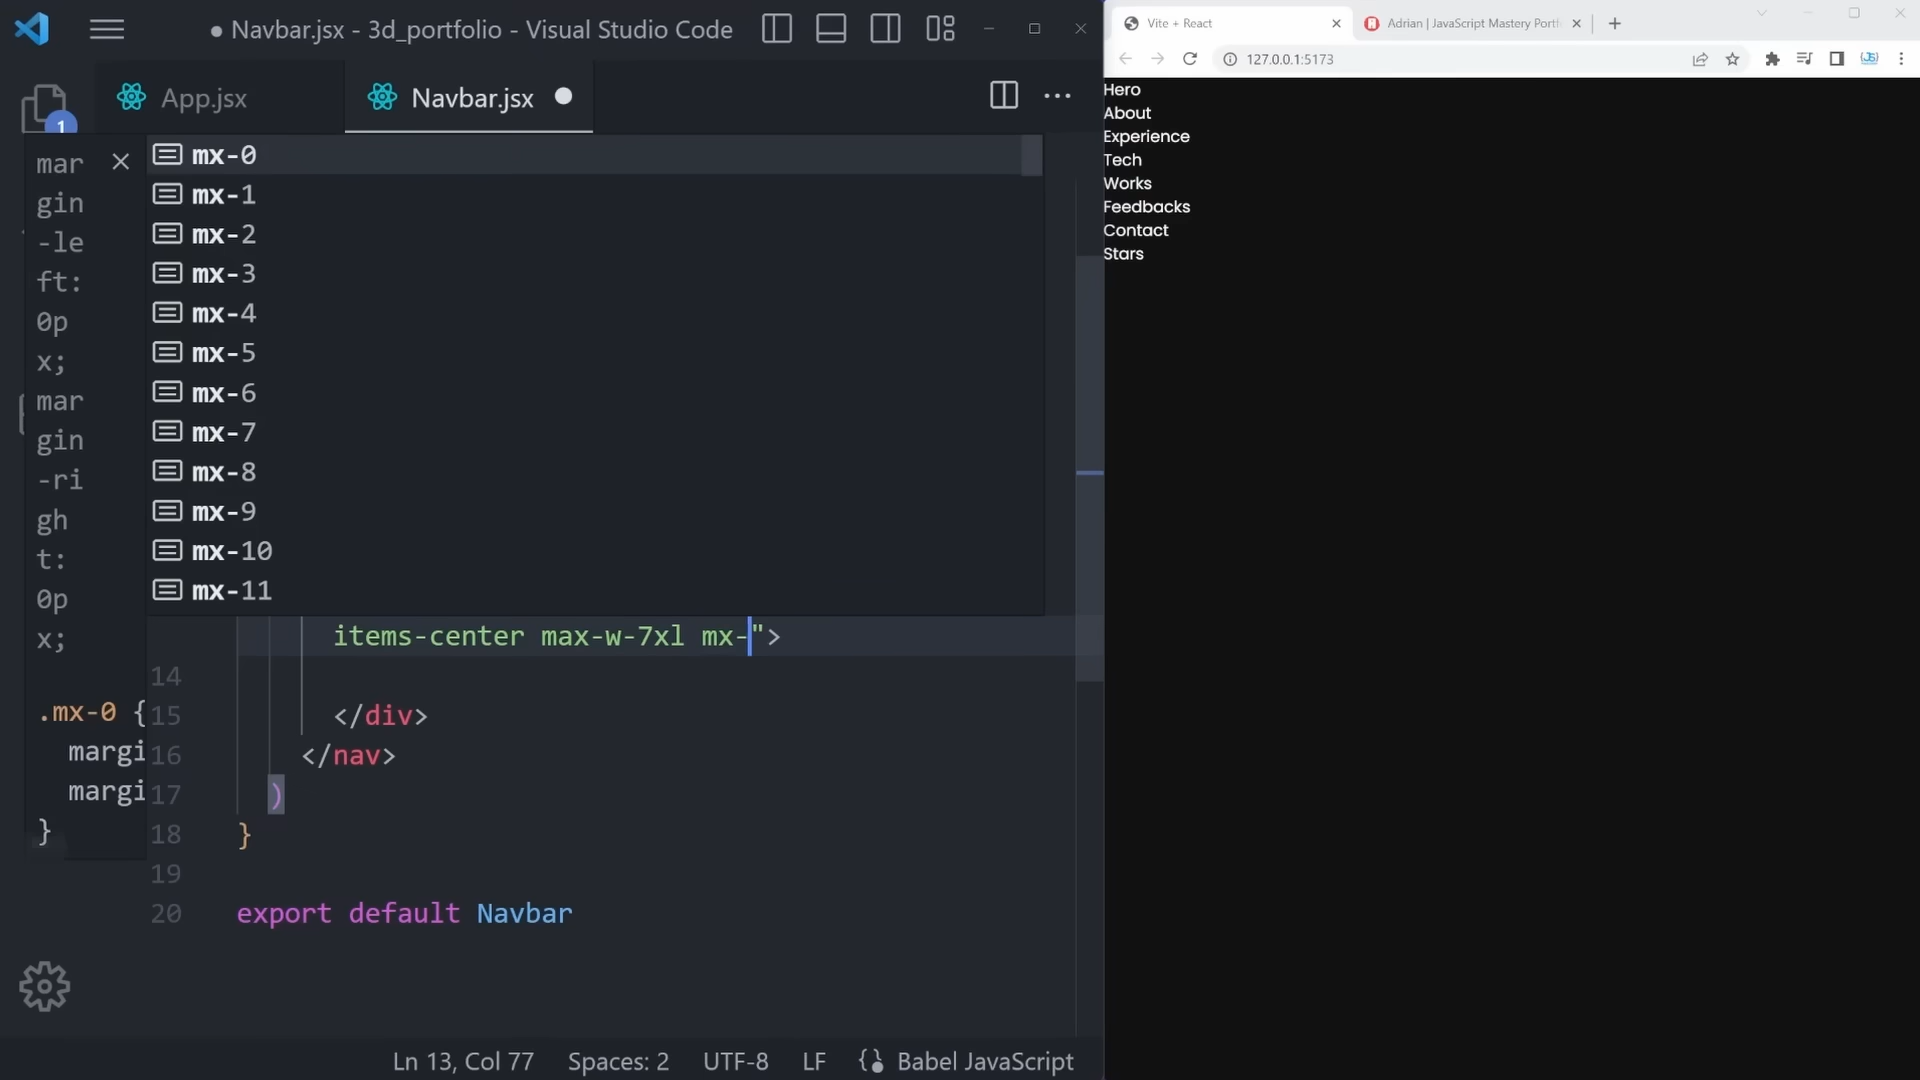 Navbar.jsx - 3d_portfolio - Visual Studio Code
App.jsx
Navbar.jsx
1
mar
gin
-le
ft:
0p
x;
mar
gin
-ri
gh
t:
0p
x;
.mx-0 {
margi
margi
}
mx-0
mx-1
mx-2
mx-3
mx-4
mx-5
mx-6
mx-7
mx-8
mx-9
mx-10
mx-11
items-center max-w-7xl mx-">
14
15 </div>
16 </nav>
17 )
18 }
19
20 export default Navbar
Ln 13, Col 77 Spaces: 2 UTF-8 LF {} Babel JavaScript
Vite + React
Adrian | JavaScript Mastery Portf
127.0.0.1:5173
Hero
About
Experience
Tech
Works
Feedbacks
Contact
Stars